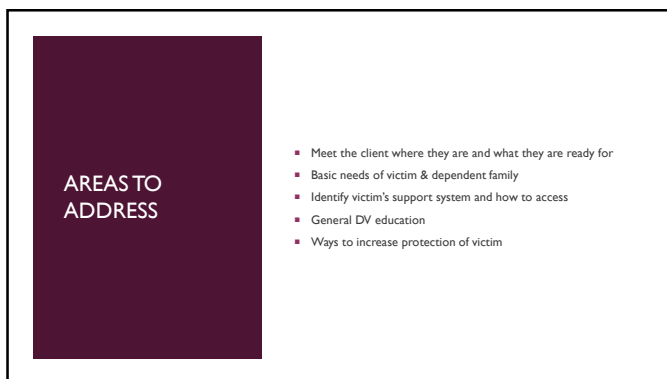 AREAS TO
ADDRESS
▪ Meet the client where they are and what they are ready for
▪ Basic needs of victim & dependent family
▪ Identify victim's support system and how to access
▪ General DV education
▪ Ways to increase protection of victim